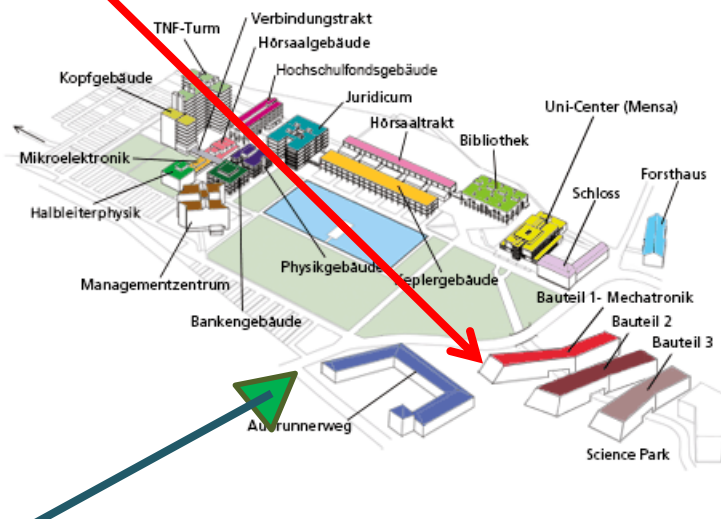 Verbindungstrakt
TNF-Turm
Hörsaalgebäude
Hochschulfondsgebäude
Kopfgebäude
Juridicum
Uni-Center (Mensa)
Hörsaaltrakt
Bibliothek
Mikroelektronik
Forsthaus
Schloss
Halbleiterphysik
Physikgebäude
Keplergebäude
Managementzentrum
Bauteil 1- Mechatronik
Bankengebäude
Bauteil 2
Bauteil 3
Science Park